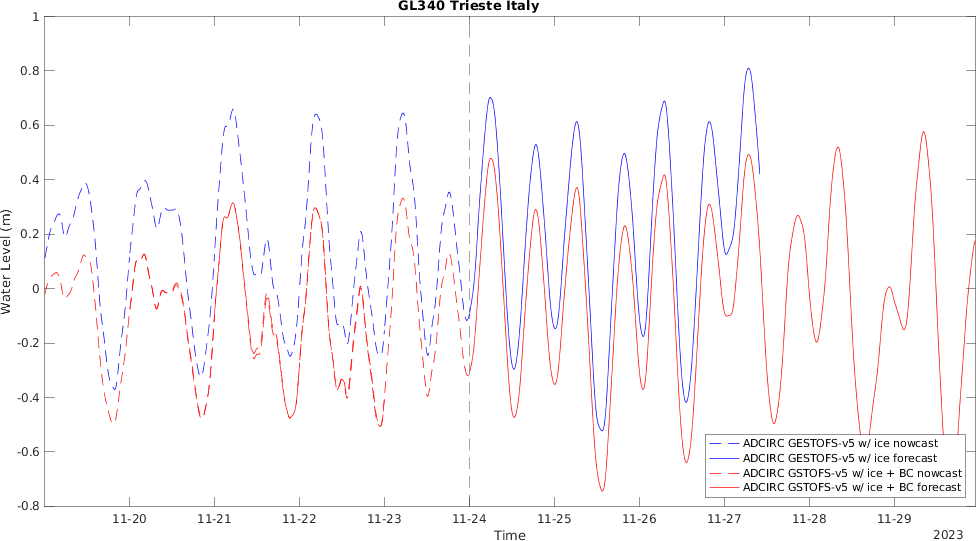 GL340 Trieste Italy
1
0.8
0.6
0.4
0.2
0
-0.2
-0.4
-0.6
-0.8
Water Level (m)
11-20 11-21 11-22 11-23 11-24 11-25 11-26 11-27 11-28 11-29
Time
2023
ADCIRC GESTOFS-v5 w/ ice nowcast
ADCIRC GESTOFS-v5 w/ ice forecast
ADCIRC GSTOFS-v5 w/ ice + BC nowcast
ADCIRC GSTOFS-v5 w/ ice + BC forecast